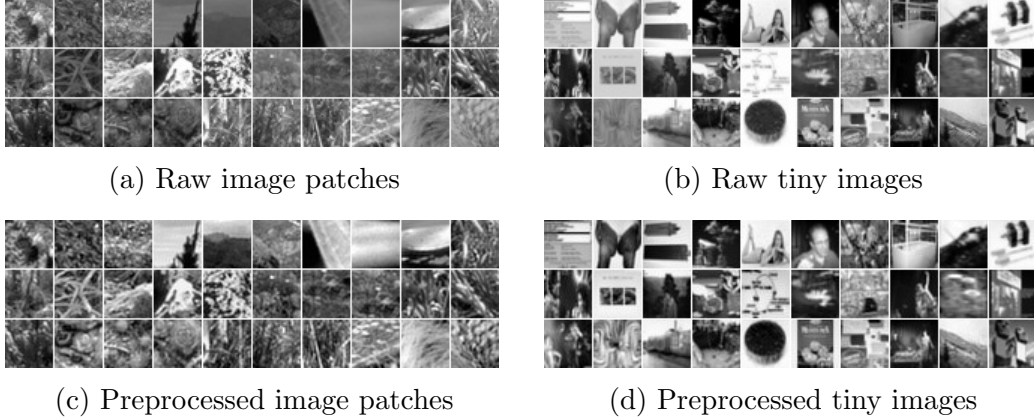 (a) Raw image patches
(b) Raw tiny images
(c) Preprocessed image patches
(d) Preprocessed tiny images